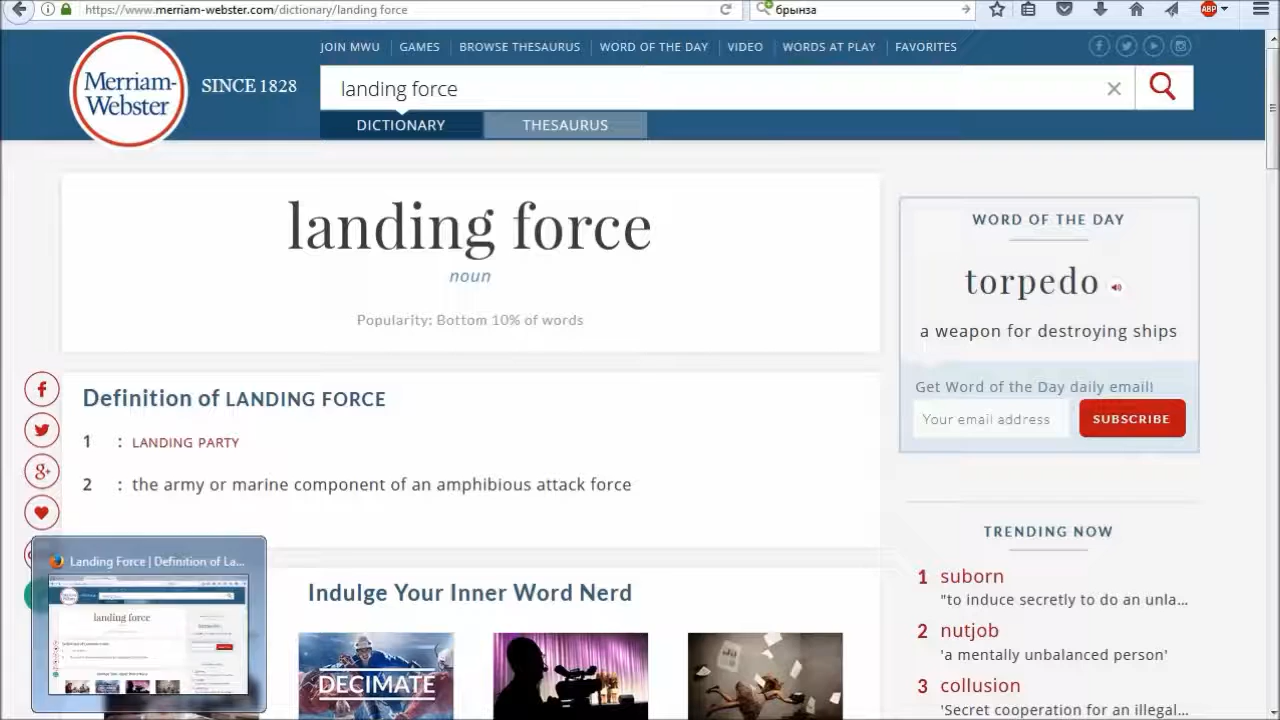 https://www.merriam-webster.com/dictionary/landing force
брынза
ABP
JOIN MWU GAMES BROWSE THESAURUS WORD OF THE DAY VIDEO WORDS AT PLAY FAVORITES
Merriam-
Webster
SINCE 1828
landing force
DICTIONARY THESAURUS
landing force
noun
Popularity: Bottom 10% of words
WORD OF THE DAY
torpedo
a weapon for destroying ships
Get Word of the Day daily email!
Your email address SUBSCRIBE
Definition of LANDING FORCE
1 : LANDING PARTY
2 : the army or marine component of an amphibious attack force
TRENDING NOW
1 suborn
"to induce secretly to do an unla...
2 nutjob
'a mentally unbalanced person'
3 collusion
'Secret cooperation for an illegal...
Landing Force | Definition of La...
landing force
Indulge Your Inner Word Nerd
DECIMATE